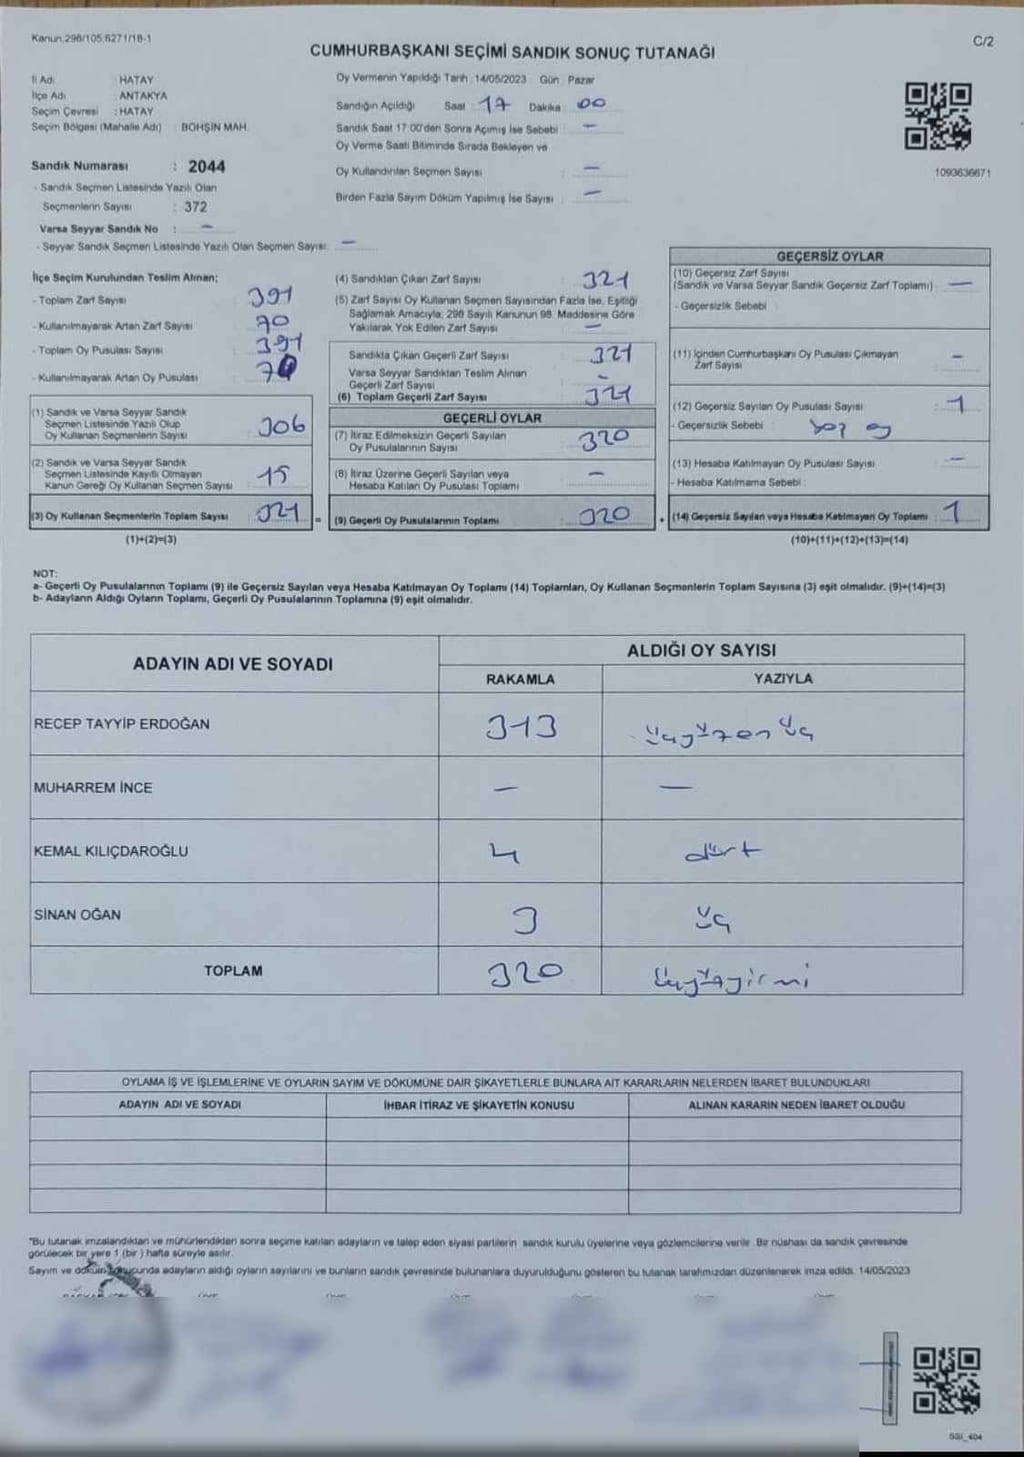 Kanun,298/105,6271/18-1
C/2
CUMHURBAŞKANI SEÇİMİ SANDIK SONUÇ TUTANAĞI
İl Adı : HATAY
İlçe Adı : ANTAKYA
Seçim Çevresi : HATAY
Seçim Bölgesi (Mahalle Adı) : BOHŞİN MAH.
Sandık Numarası : 2044
- Sandık Seçmen Listesinde Yazılı Olan
Seçmenlerin Sayısı : 372
Varsa Seyyar Sandık No : –
- Seyyar Sandık Seçmen Listesinde Yazılı Olan Seçmen Sayısı: –
Oy Vermenin Yapıldığı Tarih :14/05/2023 Gün : Pazar
Sandığın Açıldığı Saat 17 Dakika 00
Sandık Saat 17:00'den Sonra Açımış İse Sebebi : –
Oy Verme Saati Bitiminde Sırada Bekleyen ve
Oy Kullandırılan Seçmen Sayısı : –
Birden Fazla Sayım Döküm Yapılmış İse Sayısı : –
1093636671
İlçe Seçim Kurulundan Teslim Alınan;
- Toplam Zarf Sayısı : 391
- Kullanılmayarak Artan Zarf Sayısı : 70
- Toplam Oy Pusulası Sayısı : 391
- Kullanılmayarak Artan Oy Pusulası : 70
(1) Sandık ve Varsa Seyyar Sandık
Seçmen Listesinde Yazılı Olup
Oy Kullanan Seçmenlerin Sayısı : 306
(2) Sandık ve Varsa Seyyar Sandık
Seçmen Listesinde Kayıtlı Olmayan
Kanun Gereği Oy Kullanan Seçmen Sayısı : 15
(3) Oy Kullanan Seçmenlerin Toplam Sayısı : 321
(1)+(2)=(3)
(4) Sandıktan Çıkan Zarf Sayısı : 321
(5) Zarf Sayısı Oy Kullanan Seçmen Sayısından Fazla İse, Eşitliği
Sağlamak Amacıyla; 298 Sayılı Kanunun 98. Maddesine Göre
Yakılarak Yok Edilen Zarf Sayısı : –
Sandıkta Çıkan Geçerli Zarf Sayısı : 321
Varsa Seyyar Sandıktan Teslim Alınan
Geçerli Zarf Sayısı : –
(6) Toplam Geçerli Zarf Sayısı : 321
GEÇERLİ OYLAR
(7) İtiraz Edilmeksizin Geçerli Sayılan
Oy Pusulalarının Sayısı : 320
(8) İtiraz Üzerine Geçerli Sayılan veya
Hesaba Katılan Oy Pusulası Toplamı : –
= (9) Geçerli Oy Pusulalarının Toplamı : 320
GEÇERSİZ OYLAR
(10) Geçersiz Zarf Sayısı
(Sandık ve Varsa Seyyar Sandık Geçersiz Zarf Toplamı) : –
- Geçersizlik Sebebi :
(11) İçinden Cumhurbaşkanı Oy Pusulası Çıkmayan
Zarf Sayısı : –
(12) Geçersiz Sayılan Oy Pusulası Sayısı : 1
- Geçersizlik Sebebi : boş oy
(13) Hesaba Katılmayan Oy Pusulası Sayısı : –
- Hesaba Katılmama Sebebi :
+ (14) Geçersiz Sayılan veya Hesaba Katılmayan Oy Toplamı : 1
(10)+(11)+(12)+(13)=(14)
NOT:
a- Geçerli Oy Pusulalarının Toplamı (9) ile Geçersiz Sayılan veya Hesaba Katılmayan Oy Toplamı (14) Toplamları, Oy Kullanan Seçmenlerin Toplam Sayısına (3) eşit olmalıdır. (9)+(14)=(3)
b- Adayların Aldığı Oyların Toplamı, Geçerli Oy Pusulalarının Toplamına (9) eşit olmalıdır.
ADAYIN ADI VE SOYADI ALDIĞI OY SAYISI
RAKAMLA YAZIYLA
RECEP TAYYİP ERDOĞAN 313 üçyüzon üç
MUHARREM İNCE – –
KEMAL KILIÇDAROĞLU 4 dört
SİNAN OĞAN 3 üç
TOPLAM 320 üçyüzyirmi
OYLAMA İŞ VE İŞLEMLERİNE VE OYLARIN SAYIM VE DÖKÜMÜNE DAİR ŞİKAYETLERLE BUNLARA AİT KARARLARIN NELERDEN İBARET BULUNDUKLARI
ADAYIN ADI VE SOYADI İHBAR İTİRAZ VE ŞİKAYETİN KONUSU ALINAN KARARIN NEDEN İBARET OLDUĞU
"Bu tutanak imzalandıktan ve mühürlendikten sonra seçime katılan adayların ve talep eden siyasi partilerin sandık kurulu üyelerine veya gözlemcilerine verilir. Bir nüshası da sandık çevresinde
görülecek bir yere 1 (bir ) hafta süreyle asılır.
Sayım ve döküm sonucunda adayların aldığı oyların sayılarını ve bunların sandık çevresinde bulunanlara duyurulduğunu gösteren bu tutanak tarafımızdan düzenlenerek imza edildi. 14/05/2023
SSI_404